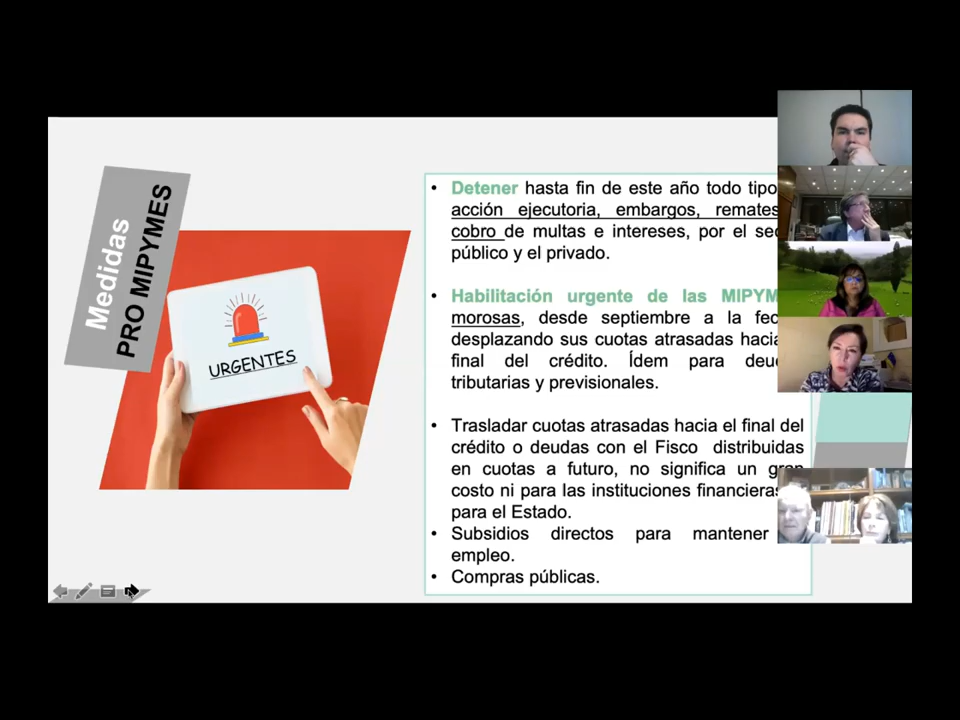 Medidas
PRO MIPYMES
URGENTES
• Detener hasta fin de este año todo tipo
acción ejecutoria, embargos, remates
cobro de multas e intereses, por el
público y el privado.
• Habilitación urgente de las
morosas, desde septiembre a la
desplazando sus cuotas atrasadas hacia
final del crédito. Ídem para
tributarias y previsionales.
• Trasladar cuotas atrasadas hacia el final del
crédito o deudas con el Fisco distribuidas
en cuotas a futuro, no significa un gran
costo ni para las instituciones financieras
para el Estado.
• Subsidios directos para mantener
empleo.
• Compras públicas.